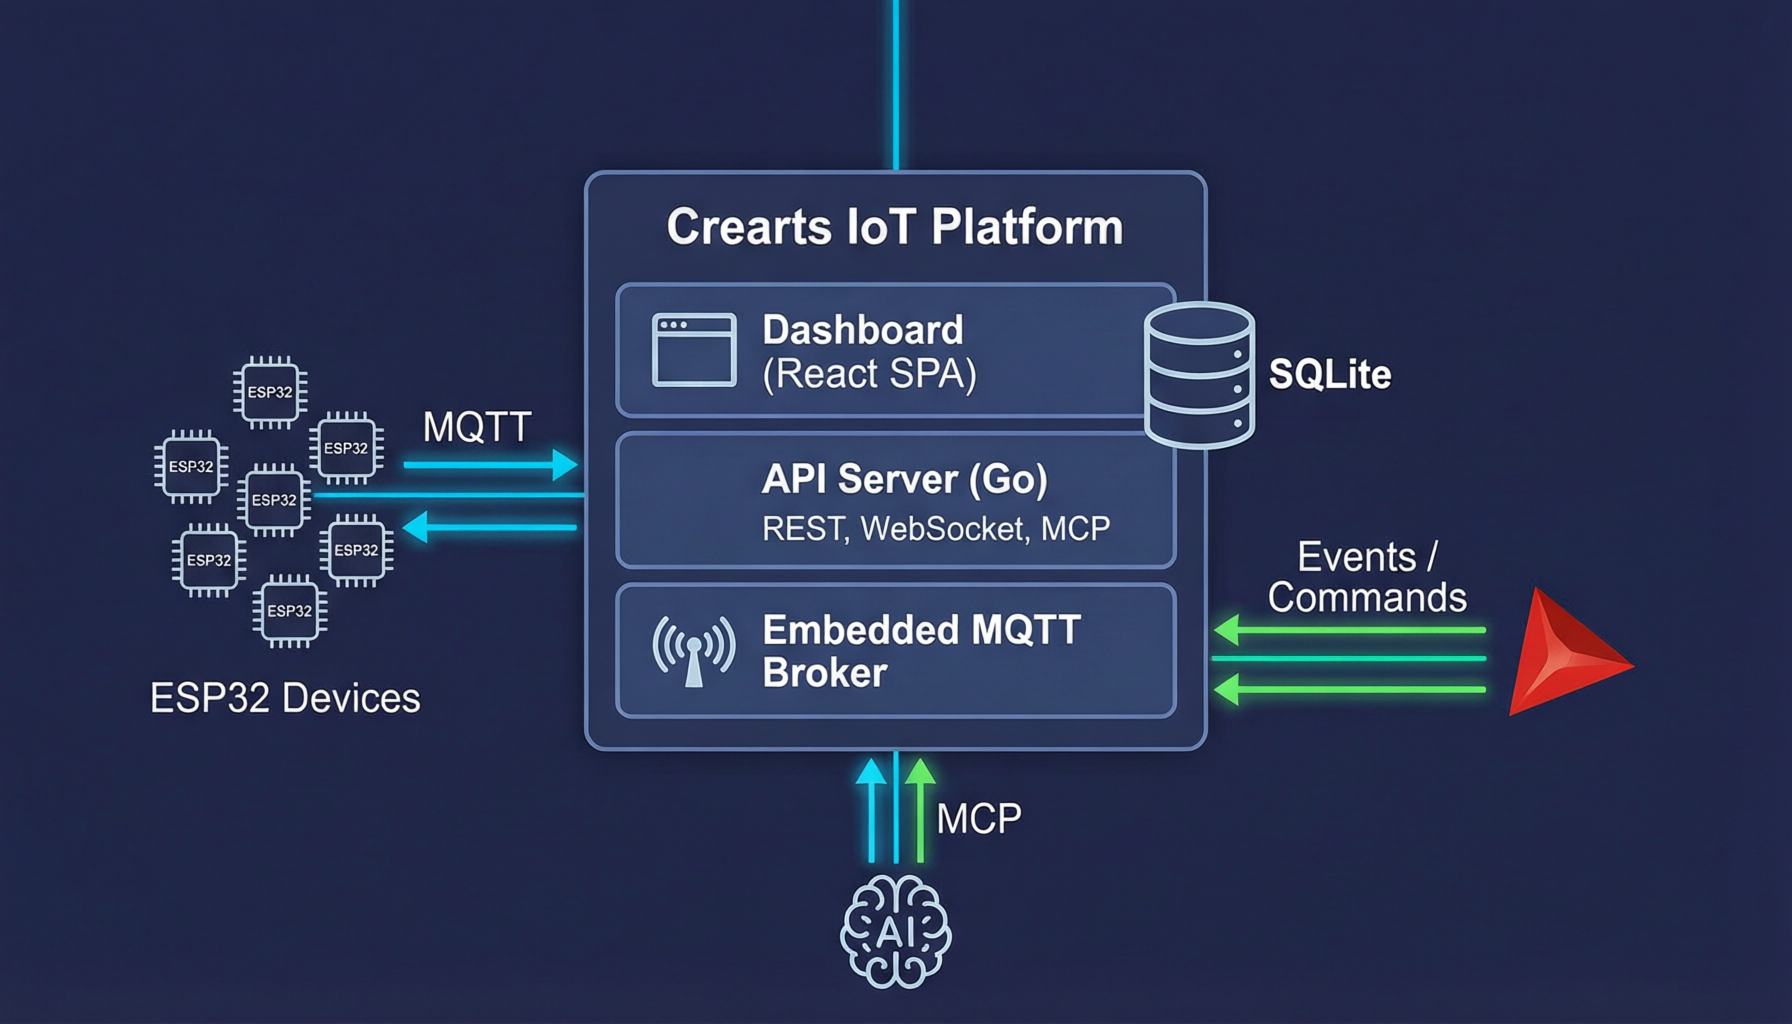 Crearts IoT Platform
Dashboard
(React SPA)
SQLite
API Server (Go)
REST, WebSocket, MCP
Embedded MQTT
Broker
MQTT
ESP32
ESP32
ESP32
ESP32
ESP32
ESP32
ESP32
ESP32 Devices
Events /
Commands
MCP
AI